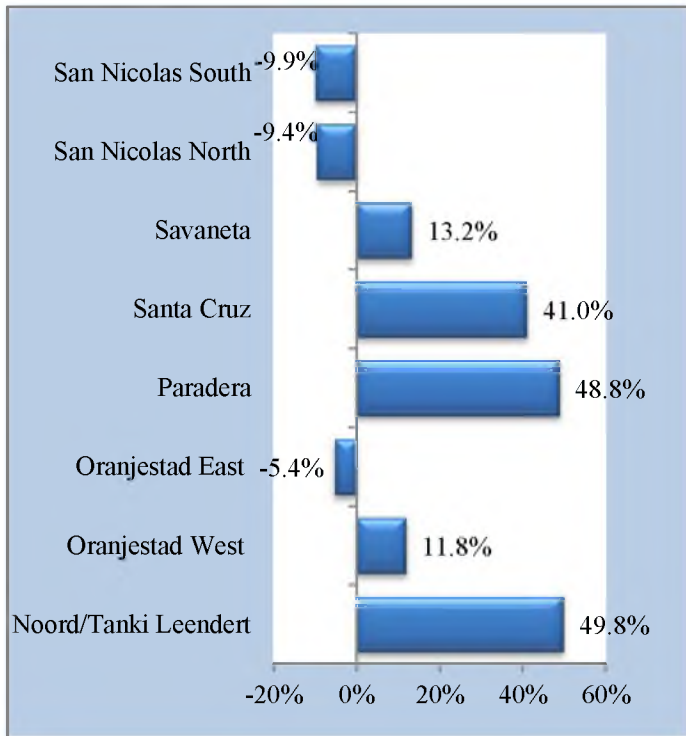 San Nicolas South -9.9%
San Nicolas North -9.4%
Savaneta 13.2%
Santa Cruz 41.0%
Paradera 48.8%
Oranjestad East -5.4%
Oranjestad West 11.8%
Noord/Tanki Leendert 49.8%
-20% 0% 20% 40% 60%